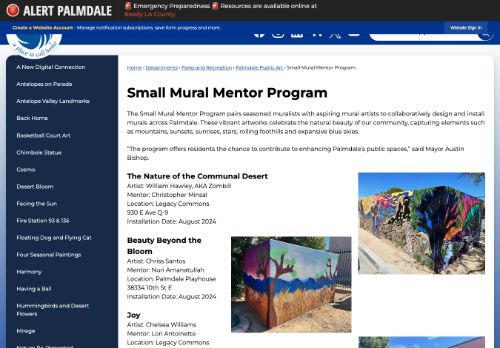 ALERT PALMDALE
🚨 Emergency Preparedness 🚨 Resources are available online at
Ready LA County.
Create a Website Account - Manage notification subscriptions, save form progress and more.
Website Sign In
a place to call home
A New Digital Connection
Antelopes on Parade
Antelope Valley Landmarks
Back Home
Basketball Court Art
Chimbole Statue
Cosmo
Desert Bloom
Facing the Sun
Fire Station 93 & 136
Floating Dog and Flying Cat
Four Seasonal Paintings
Harmony
Having a Ball
Hummingbirds and Desert
Flowers
Mirage
Home › Departments › Parks and Recreation › Palmdale Public Art › Small Mural Mentor Program
Small Mural Mentor Program
The Small Mural Mentor Program pairs seasoned muralists with aspiring mural artists to collaboratively design and install
murals across Palmdale. These vibrant artworks celebrate the natural beauty of our community, capturing elements such
as mountains, sunsets, sunrises, stars, rolling foothills and expansive blue skies.
"The program offers residents the chance to contribute to enhancing Palmdale's public spaces," said Mayor Austin
Bishop.
The Nature of the Communal Desert
Artist: William Hawley, AKA Zombill
Mentor: Christopher Minsal
Location: Legacy Commons
930 E Ave Q-9
Installation Date: August 2024
Beauty Beyond the
Bloom
Artist: Chriss Santos
Mentor: Nuri Amanatullah
Location: Palmdale Playhouse
38334 10th St E
Installation Date: August 2024
Joy
Artist: Chelsea Williams
Mentor: Lori Antoinette
Location: Legacy Commons